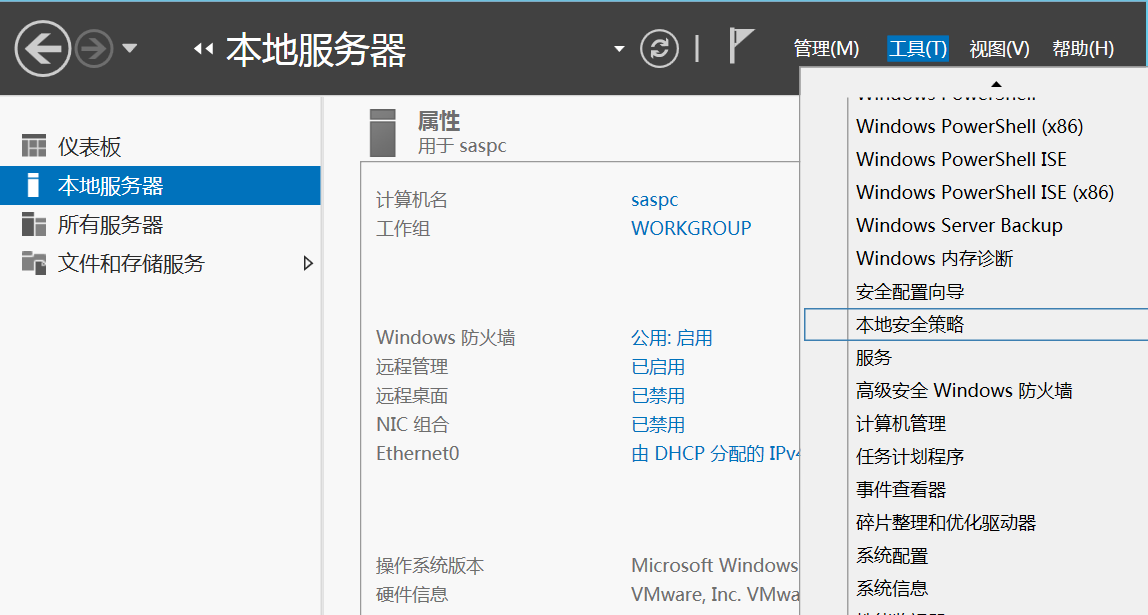 本地服务器
管理(M) 工具(T) 视图(V) 帮助(H)
仪表板
本地服务器
所有服务器
文件和存储服务
属性
用于 saspc
计算机名 saspc
工作组 WORKGROUP
Windows 防火墙 公用: 启用
远程管理 已启用
远程桌面 已禁用
NIC 组合 已禁用
Ethernet0 由 DHCP 分配的 IPv4
操作系统版本 Microsoft Windows
硬件信息 VMware, Inc. VMwa
Windows PowerShell
Windows PowerShell (x86)
Windows PowerShell ISE
Windows PowerShell ISE (x86)
Windows Server Backup
Windows 内存诊断
安全配置向导
本地安全策略
服务
高级安全 Windows 防火墙
计算机管理
任务计划程序
事件查看器
碎片整理和优化驱动器
系统配置
系统信息